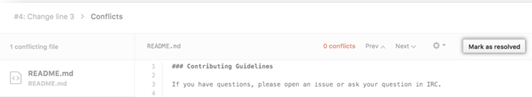 #4: Change line 3 > Conflicts
1 conflicting file
README.md
0 conflicts Prev Next
Mark as resolved
README.md
README.md
1 ### Contributing Guidelines
2
3 If you have questions, please open an issue or ask your question in IRC.
4